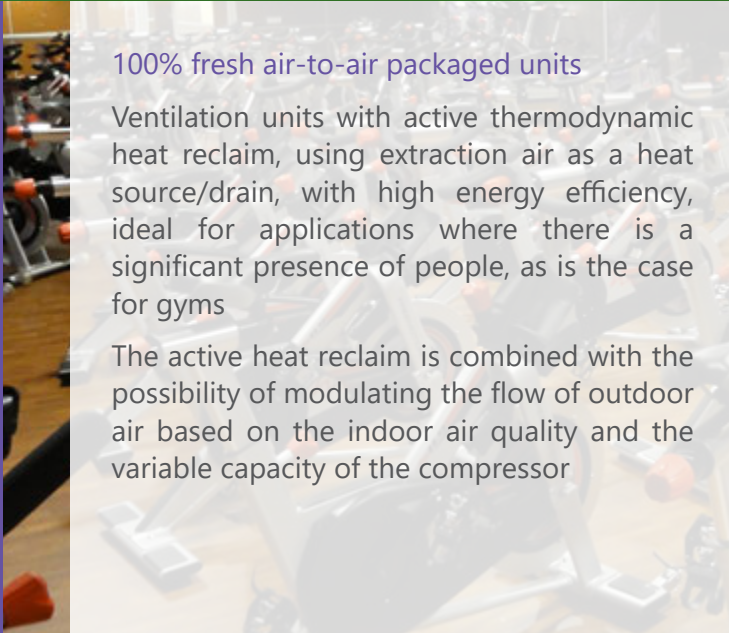 100% fresh air-to-air packaged units
Ventilation units with active thermodynamic
heat reclaim, using extraction air as a heat
source/drain, with high energy efficiency,
ideal for applications where there is a
significant presence of people, as is the case
for gyms
The active heat reclaim is combined with the
possibility of modulating the flow of outdoor
air based on the indoor air quality and the
variable capacity of the compressor